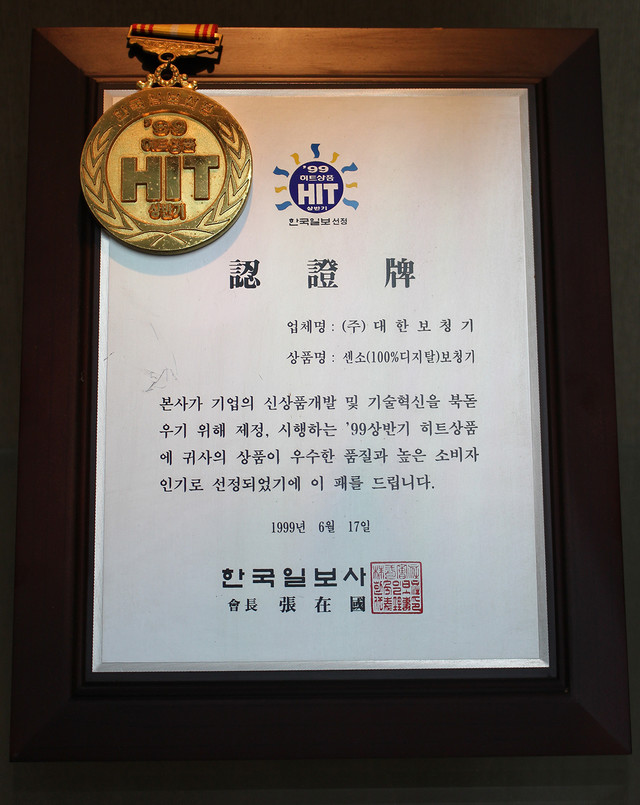 '99
히트상품
HIT
상반기
'99
히트상품
HIT
상반기
한국일보 선정
認證牌
업체명 : (주) 대한보청기
상품명 : 센소(100%디지탈)보청기
본사가 기업의 신상품개발 및 기술혁신을 북돋
우기 위해 제정, 시행하는 '99상반기 히트상품
에 귀사의 상품이 우수한 품질과 높은 소비자
인기로 선정되었기에 이 패를 드립니다.
1999년 6월 17일
한국일보사
會長 張在國